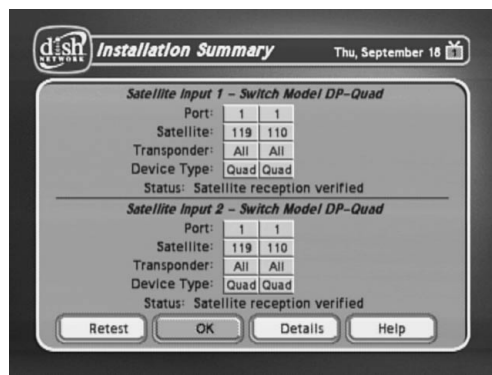 dish
NETWORK
Installation Summary
Thu, September 18
1
Satellite Input 1 - Switch Model DP-Quad
Port: 1 1
Satellite: 119 110
Transponder: All All
Device Type: Quad Quad
Status: Satellite reception verified
Satellite Input 2 - Switch Model DP-Quad
Port: 1 1
Satellite: 119 110
Transponder: All All
Device Type: Quad Quad
Status: Satellite reception verified
Retest OK Details Help